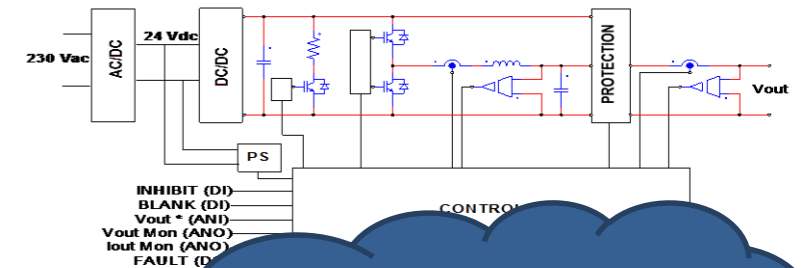 230 Vac
AC/DC
24 Vdc
DC/DC
PROTECTION
Vout
PS
INHIBIT (DI)
BLANK (DI)
Vout * (ANI)
Vout Mon (ANO)
Iout Mon (ANO)
FAULT